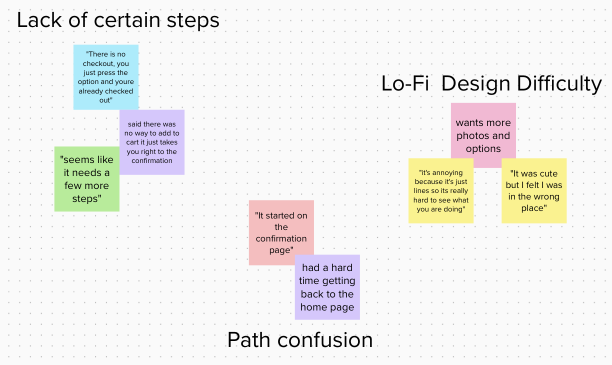 Lack of certain steps
"There is no
checkout, you
just press the
option and youre
already checked
out"
said there was
no way to add to
cart it just takes
you right to the
confirmation
"seems like
it needs a
few more
steps"
Lo-Fi Design Difficulty
wants more
photos and
options
"it's annoying
because it's just
lines so its really
hard to see what
you are doing"
"It was cute
but I felt I was
in the wrong
place"
"It started on
the
confirmation
page"
had a hard
time getting
back to the
home page
Path confusion